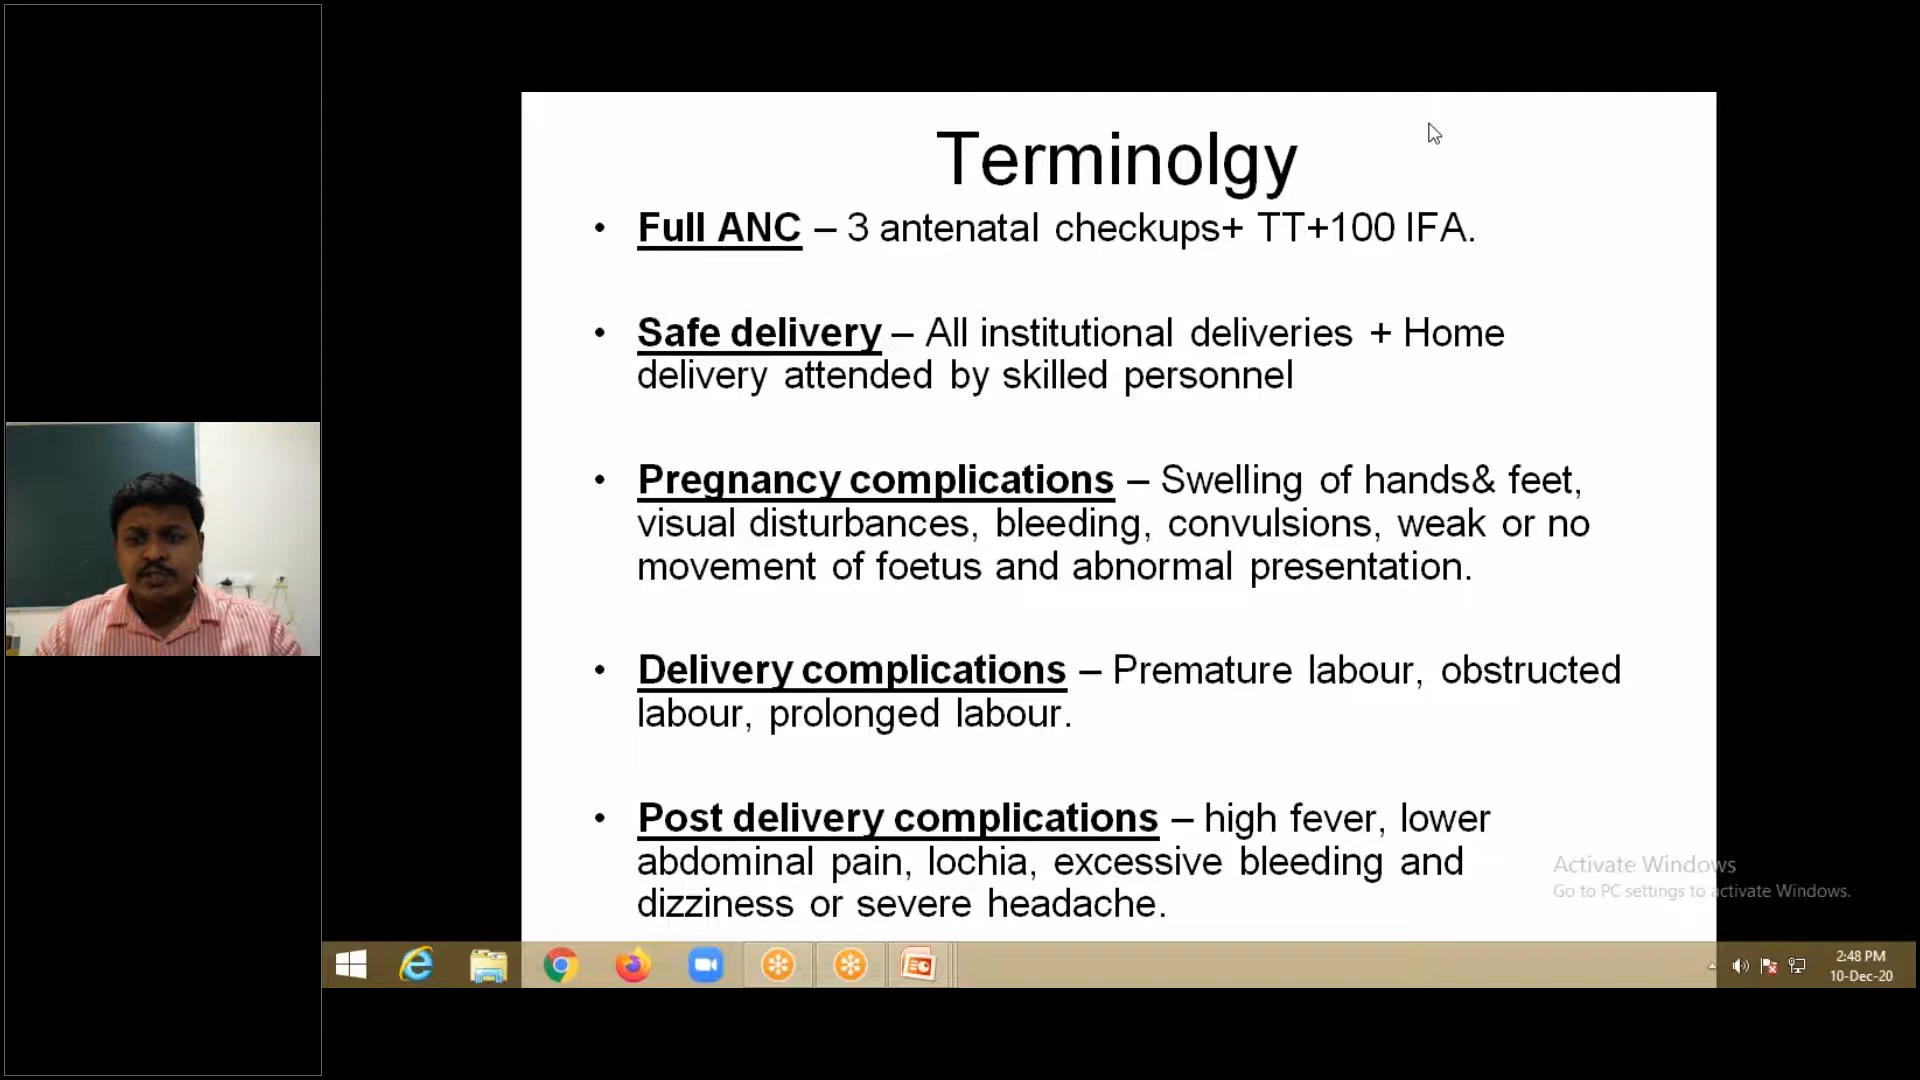 Terminolgy
• Full ANC – 3 antenatal checkups+ TT+100 IFA.
• Safe delivery – All institutional deliveries + Home
delivery attended by skilled personnel
• Pregnancy complications – Swelling of hands& feet,
visual disturbances, bleeding, convulsions, weak or no
movement of foetus and abnormal presentation.
• Delivery complications – Premature labour, obstructed
labour, prolonged labour.
• Post delivery complications – high fever, lower
abdominal pain, lochia, excessive bleeding and
dizziness or severe headache.
Activate Windows
Go to PC settings to activate Windows.
2:48 PM
10-Dec-20